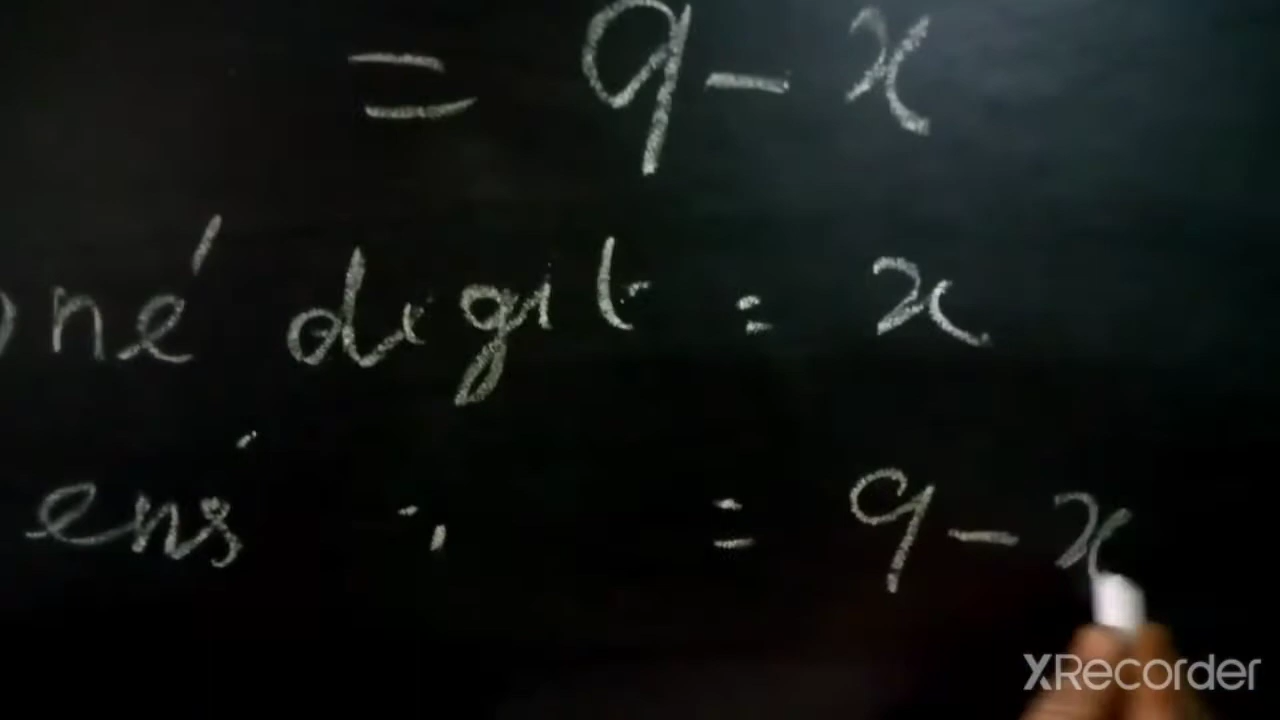 = 9 - x
one' digit = x
ens' " = 9 - x
XRecorder